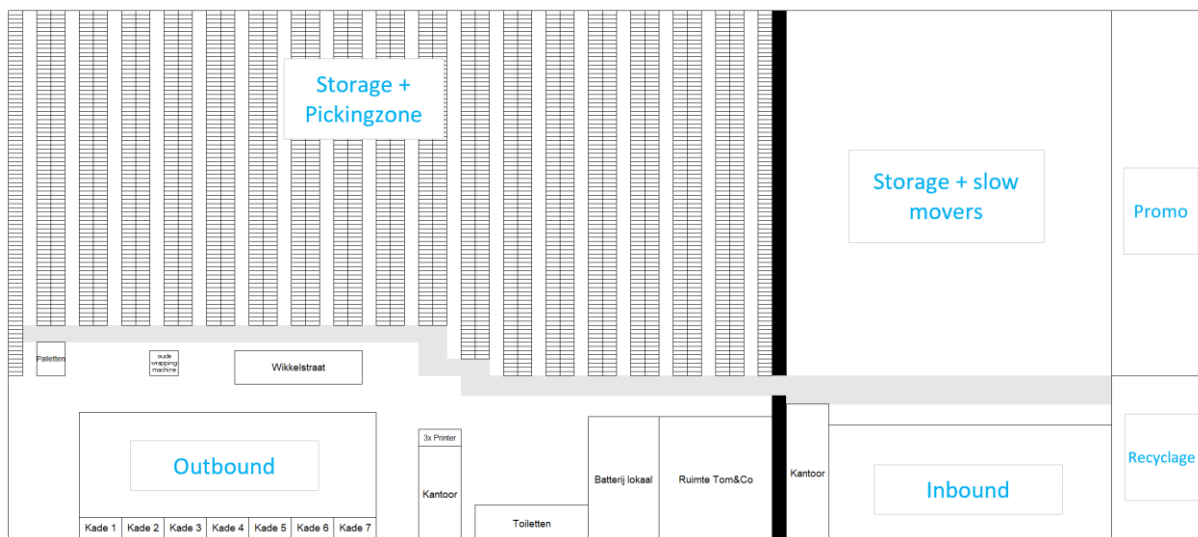 Storage +
Pickingzone
Storage + slow
movers
Promo
Palletten
oude
wrapping
machine
Wikkelstraat
Outbound
3x Printer
Kantoor
Toiletten
Batterij lokaal
Ruimte Tom&Co
Kantoor
Inbound
Recyclage
Kade 1
Kade 2
Kade 3
Kade 4
Kade 5
Kade 6
Kade 7